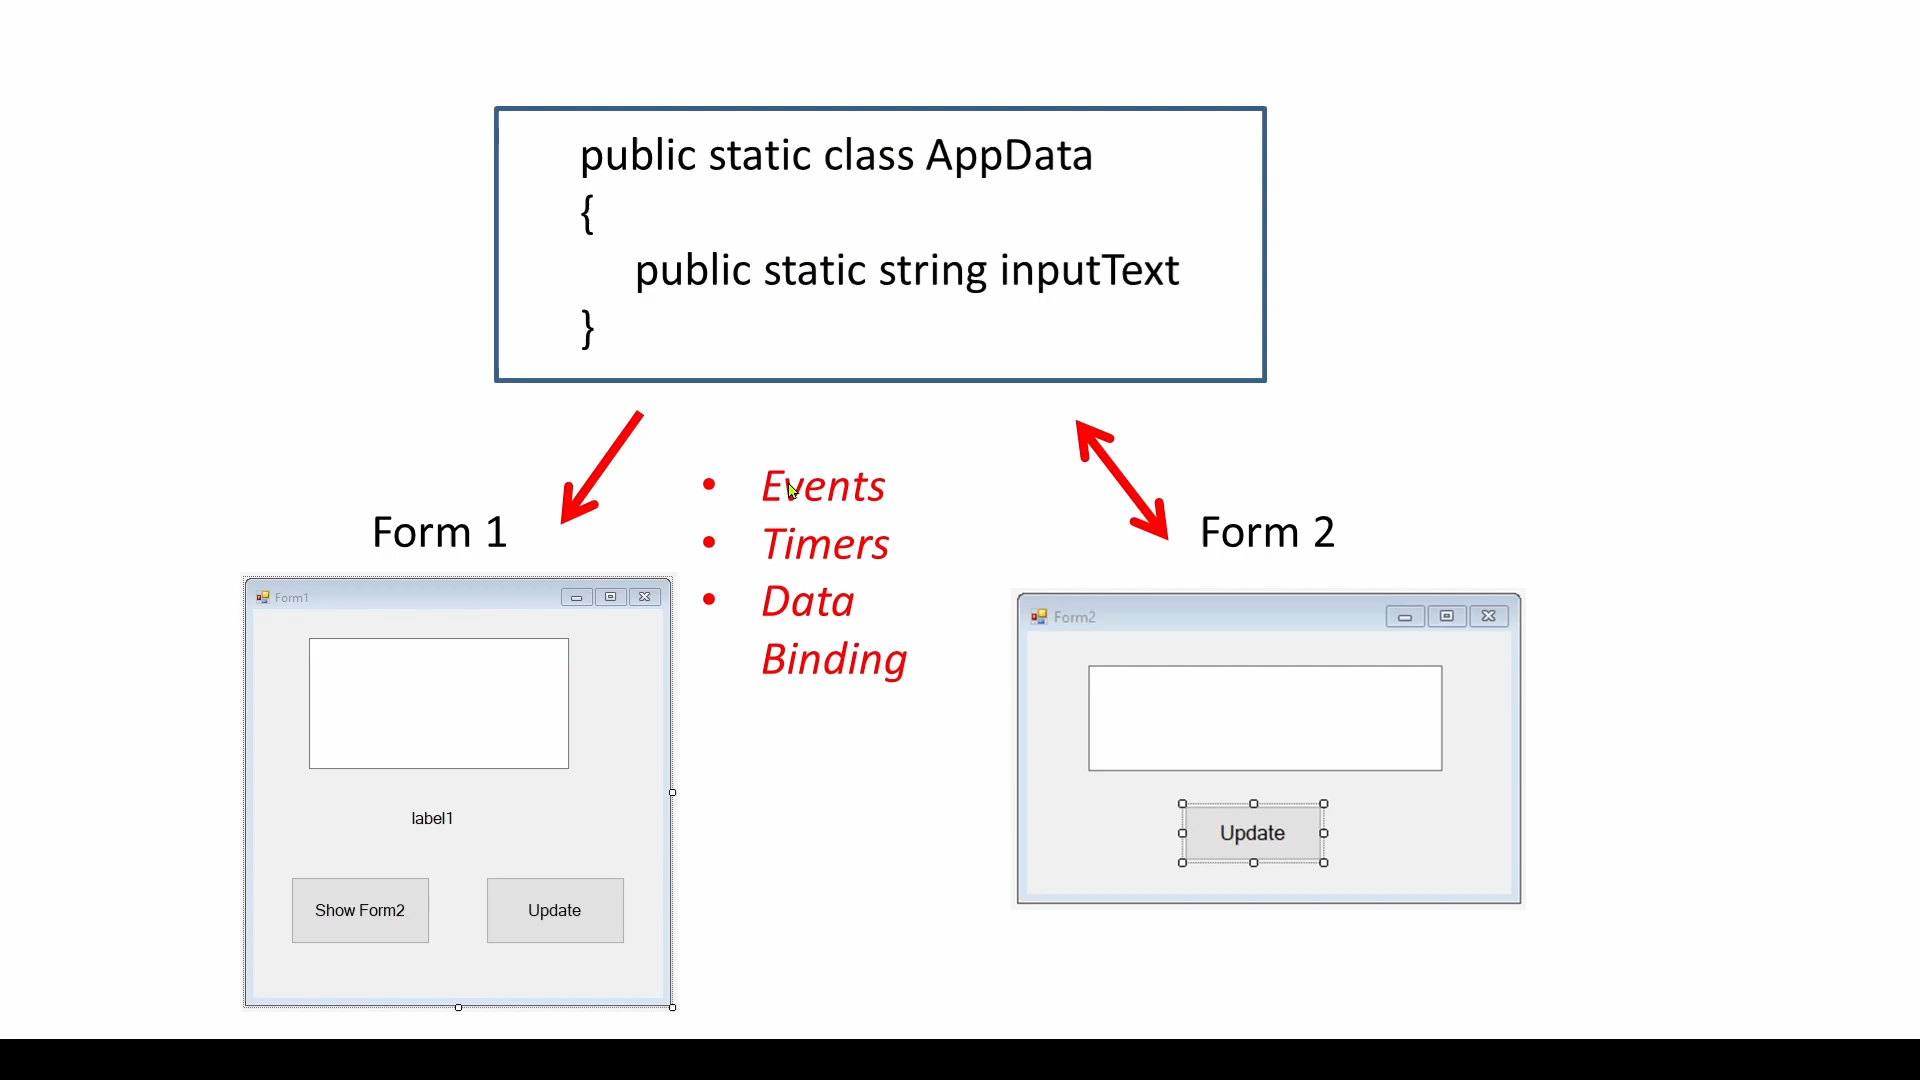 public static class AppData
{
public static string inputText
}
• Events
• Timers
• Data
Binding
Form 1
Form1
label1
Show Form2
Update
Form 2
Form2
Update